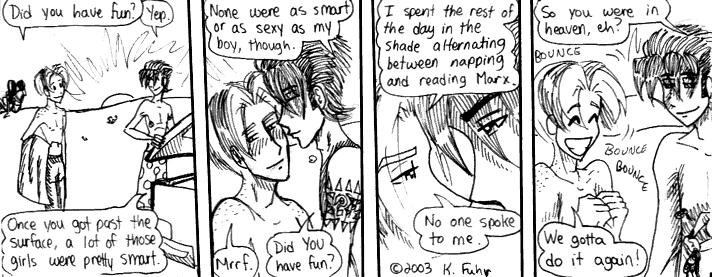 Did you have fun?
Yep.
Once you got past the
surface, a lot of those
girls were pretty smart.
None were as smart
or as sexy as my
boy, though.
Mrrf.
Did You
have fun?
I spent the rest of
the day in the
shade alternating
between napping
and reading Marx.
No one spoke
to me.
©2003 K. Fuhr
So you were in
heaven, eh?
BOUNCE
BOUNCE
BOUNCE
We gotta
do it again!